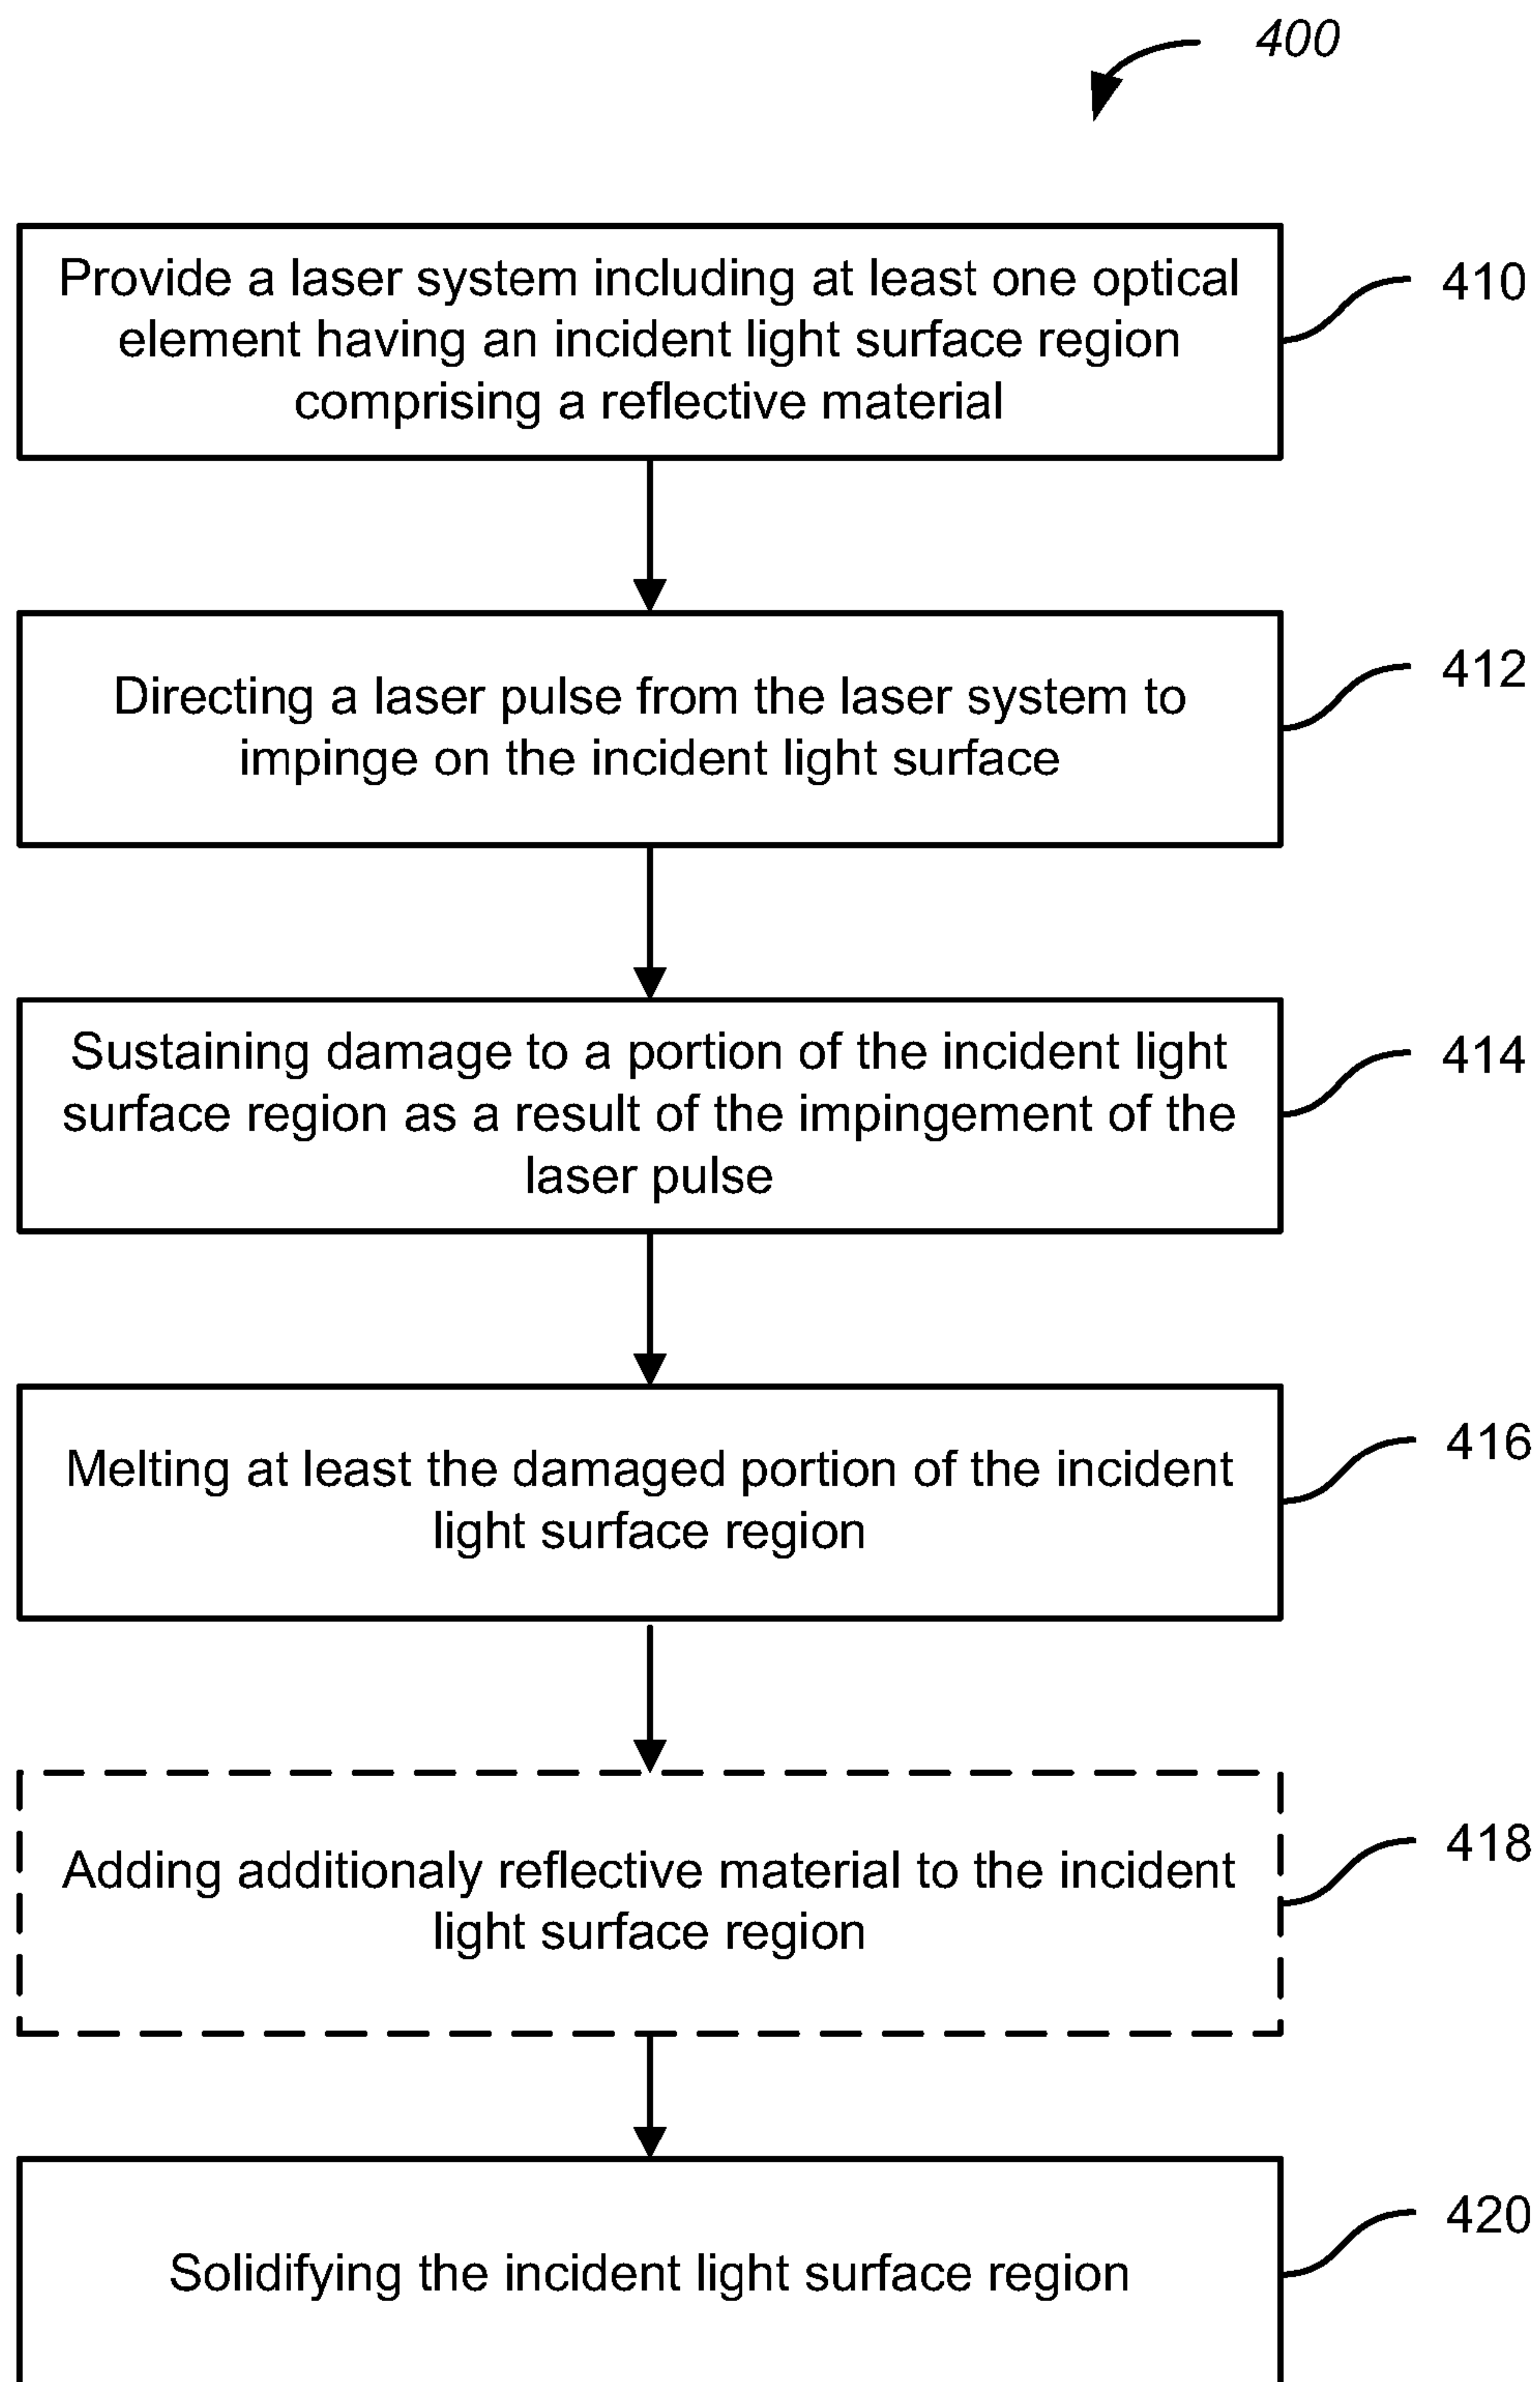 400
Provide a laser system including at least one optical
element having an incident light surface region
comprising a reflective material
410
Directing a laser pulse from the laser system to
impinge on the incident light surface
412
Sustaining damage to a portion of the incident light
surface region as a result of the impingement of the
laser pulse
414
Melting at least the damaged portion of the incident
light surface region
416
Adding additionaly reflective material to the incident
light surface region
418
Solidifying the incident light surface region
420